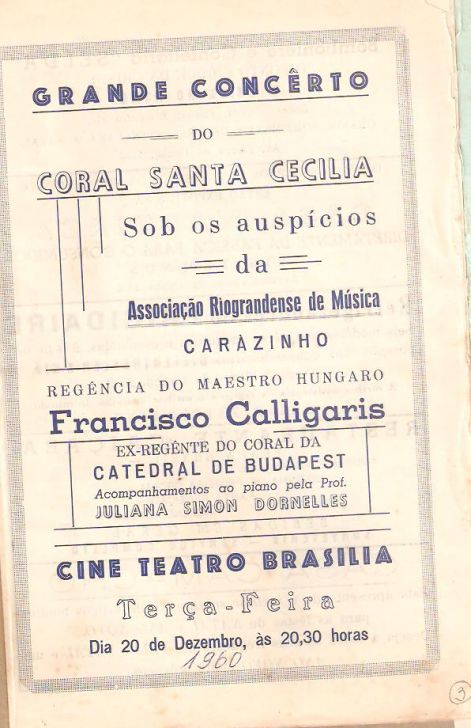 GRANDE CONCÊRTO
DO
CORAL SANTA CECILIA
Sob os auspícios
da
Associação Riograndense de Música
CARÀZINHO
REGÊNCIA DO MAESTRO HUNGARO
Francisco Calligaris
EX-REGÊNTE DO CORAL DA
CATEDRAL DE BUDAPEST
Acompanhamentos ao piano pela Prof.
JULIANA SIMON DORNELLES
CINE TEATRO BRASILIA
Terça-Feira
Dia 20 de Dezembro, às 20,30 horas
1960
3